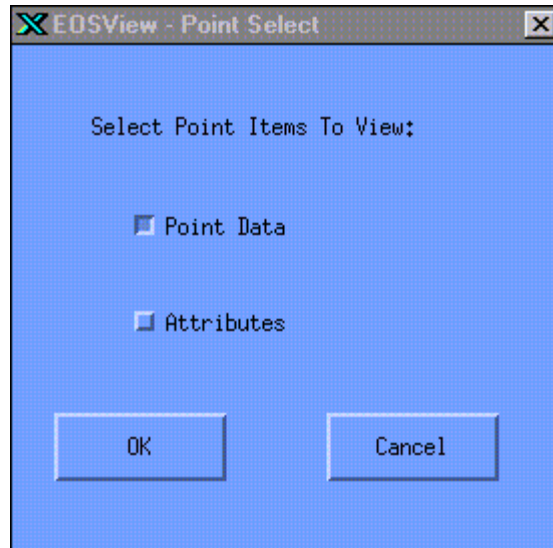 EOSView - Point Select
Select Point Items To View:
Point Data
Attributes
OK Cancel